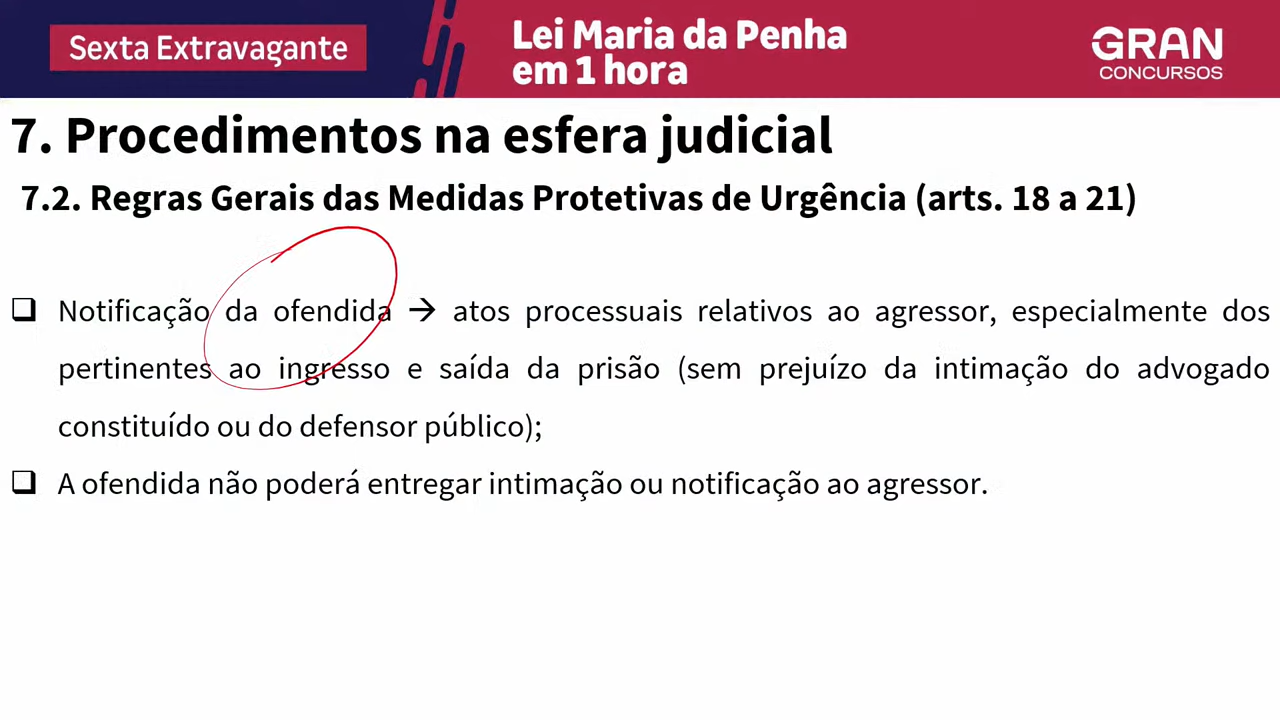 Sexta Extravagante
Lei Maria da Penha
em 1 hora
GRAN
CONCURSOS
7. Procedimentos na esfera judicial
7.2. Regras Gerais das Medidas Protetivas de Urgência (arts. 18 a 21)
❑ Notificação da ofendida → atos processuais relativos ao agressor, especialmente dos
pertinentes ao ingresso e saída da prisão (sem prejuízo da intimação do advogado
constituído ou do defensor público);
❑ A ofendida não poderá entregar intimação ou notificação ao agressor.